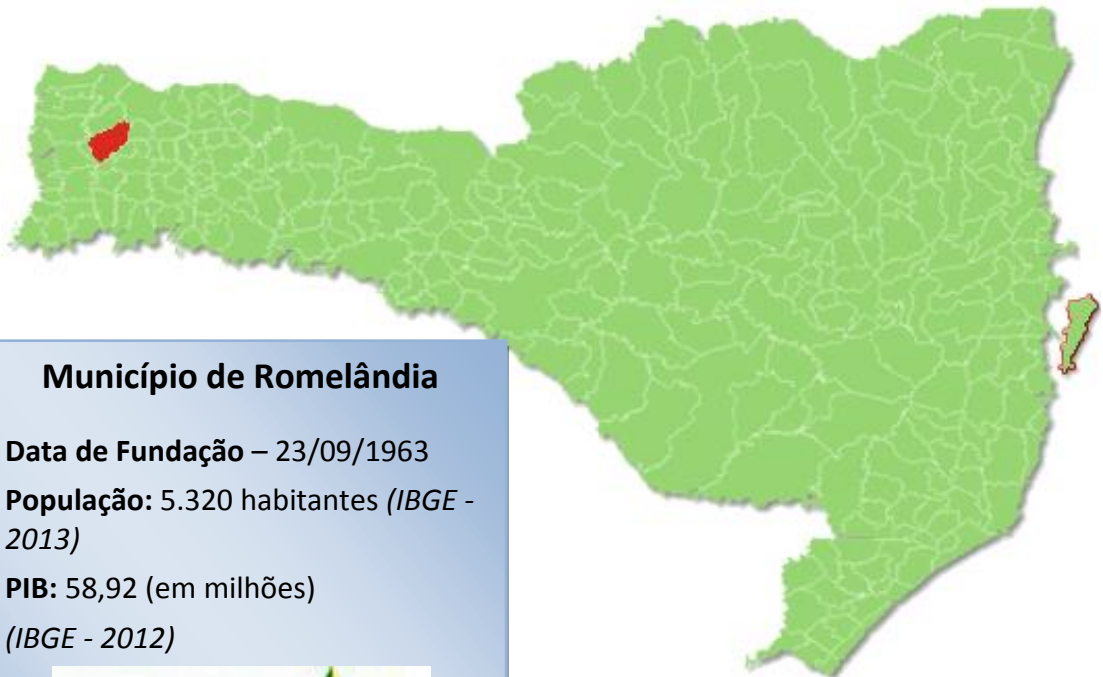 Município de Romelândia
Data de Fundação – 23/09/1963
População: 5.320 habitantes (IBGE -
2013)
PIB: 58,92 (em milhões)
(IBGE - 2012)